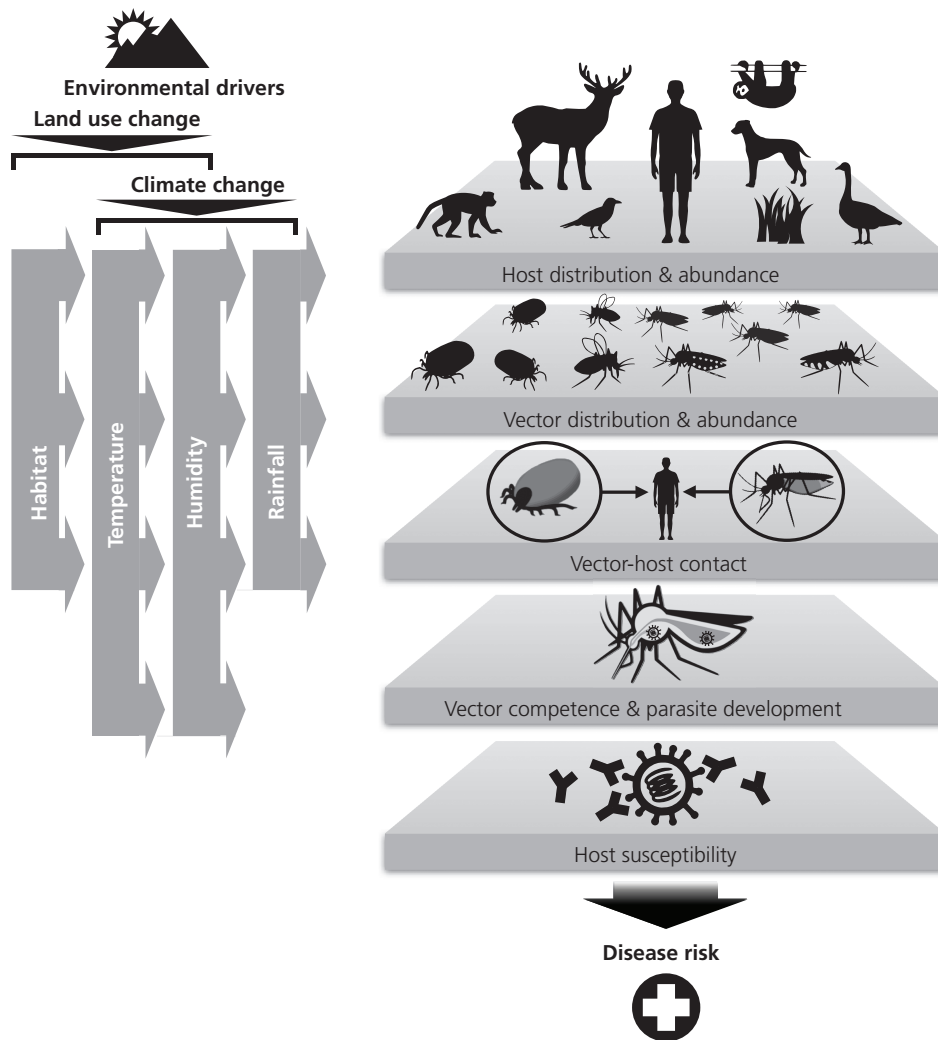 Environmental drivers
Land use change
Climate change
Habitat
Temperature
Humidity
Rainfall
Host distribution & abundance
Vector distribution & abundance
Vector-host contact
Vector competence & parasite development
Host susceptibility
Disease risk